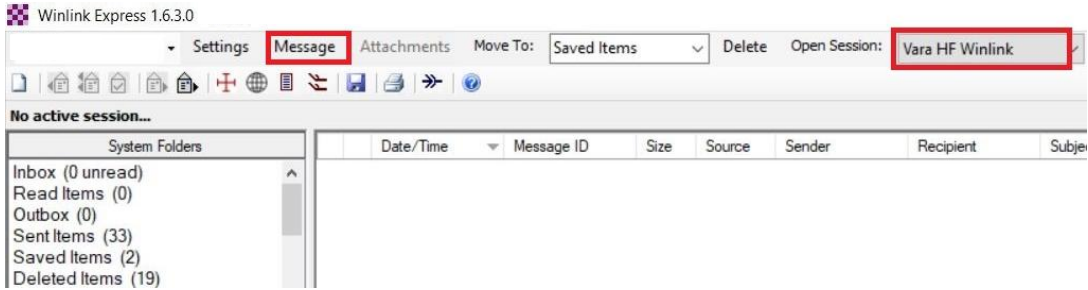 Winlink Express 1.6.3.0
Settings Message Attachments Move To: Saved Items Delete Open Session: Vara HF Winlink
No active session...
System Folders Date/Time Message ID Size Source Sender Recipient Subje
Inbox (0 unread)
Read Items (0)
Outbox (0)
Sent Items (33)
Saved Items (2)
Deleted Items (19)